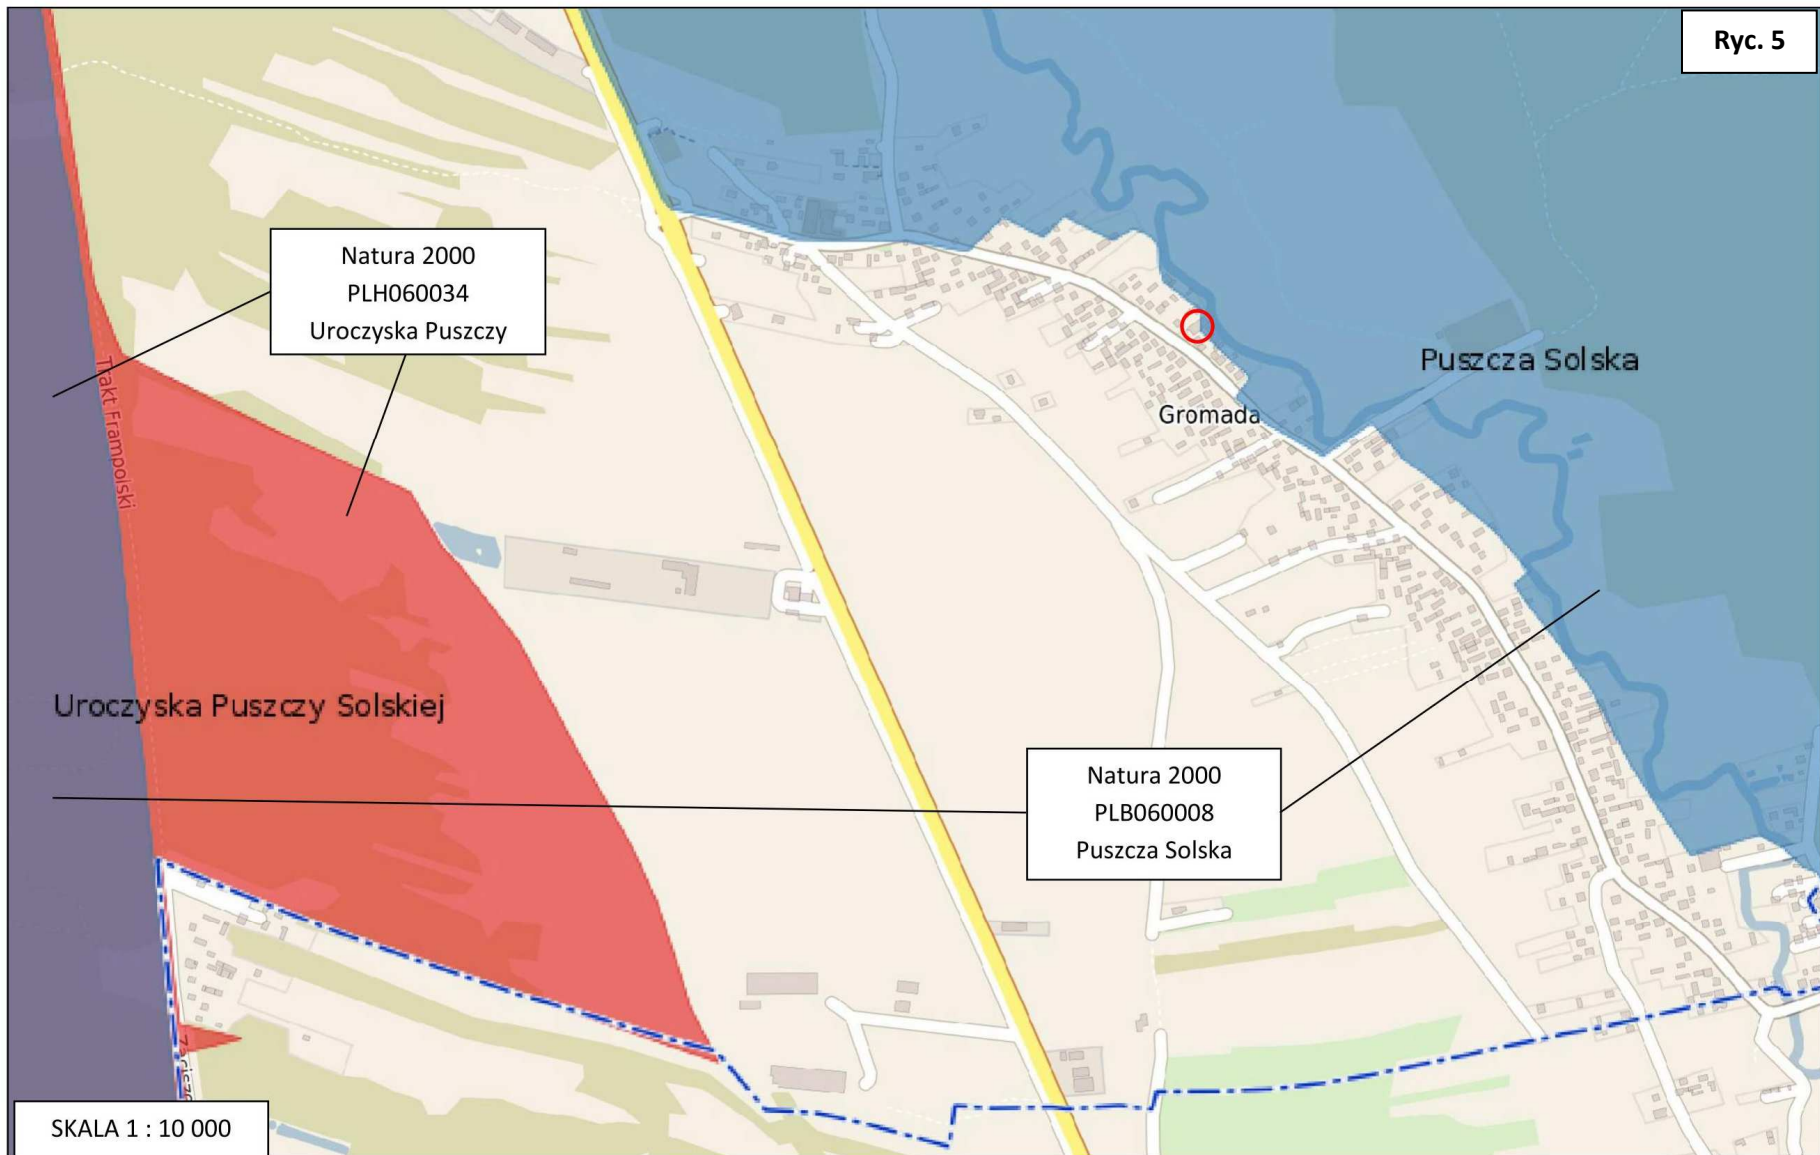 Ryc. 5
Natura 2000
PLH060034
Uroczyska Puszczy
Trakt Frampolski
Puszcza Solska
Gromada
Uroczyska Puszczy Solskiej
Natura 2000
PLB060008
Puszcza Solska
SKALA 1 : 10 000